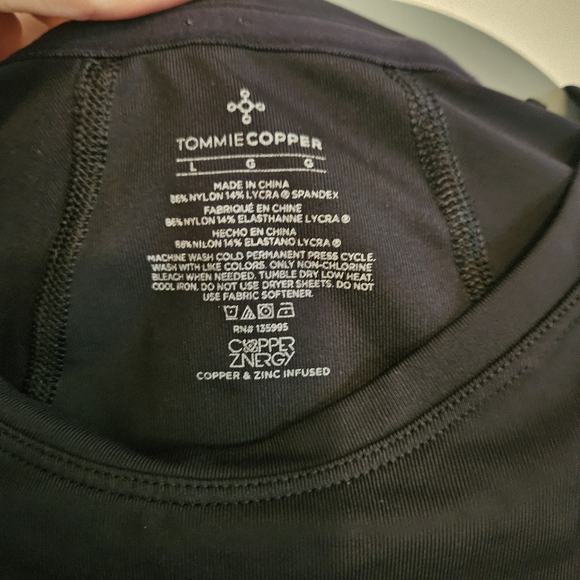 TOMMIECOPPER
L G G
MADE IN CHINA
86% NYLON 14% LYCRA® SPANDEX
FABRIQUÉ EN CHINE
86% NYLON 14% ELASTHANNE LYCRA®
HECHO EN CHINA
86% NILON 14% ELASTANO LYCRA®
MACHINE WASH COLD PERMANENT PRESS CYCLE.
WASH WITH LIKE COLORS. ONLY NON-CHLORINE
BLEACH WHEN NEEDED. TUMBLE DRY LOW HEAT.
COOL IRON. DO NOT USE DRYER SHEETS. DO NOT
USE FABRIC SOFTENER.
RN# 135995
COPPER
ZNERGY
COPPER & ZINC INFUSED